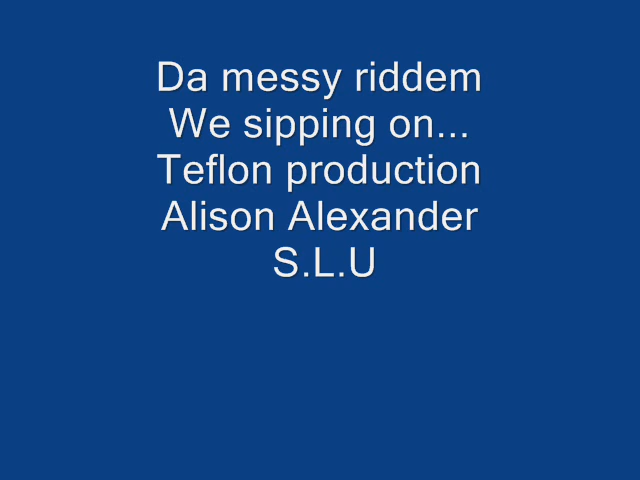 Da messy riddem
We sipping on...
Teflon production
Alison Alexander
S.L.U